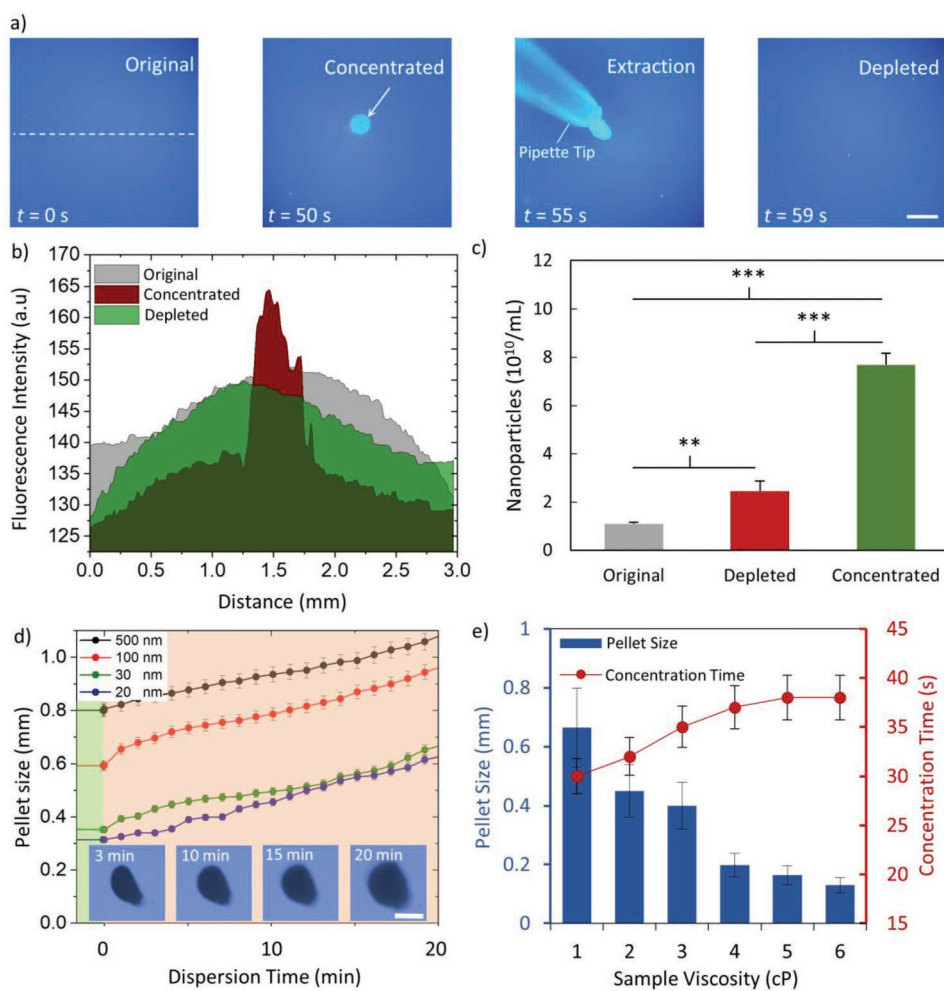 a)
Original
Concentrated
Extraction
Depleted
Pipette Tip
t = 0 s
t = 50 s
t = 55 s
t = 59 s
b)
170
165
160
155
150
145
140
135
130
125
Fluorescence Intensity (a.u)
Original
Concentrated
Depleted
0.0 0.5 1.0 1.5 2.0 2.5 3.0
Distance (mm)
c)
12
10
8
6
4
2
0
Nanoparticles (10¹⁰/mL)
***
***
**
Original Depleted Concentrated
d)
500 nm
100 nm
30 nm
20 nm
1.0
0.8
0.6
0.4
0.2
0.0
Pellet size (mm)
3 min
10 min
15 min
20 min
0 10 20
Dispersion Time (min)
e)
Pellet Size
Concentration Time
1
0.8
0.6
0.4
0.2
0
Pellet Size (mm)
45
40
35
30
25
20
15
Concentration Time (s)
1 2 3 4 5 6
Sample Viscosity (cP)